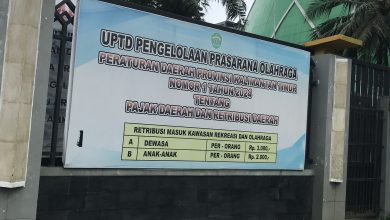 UPTD PENGELOLAAN PRASARANA OLAHRAGA
PERATURAN DAERAH PROVINSI KALIMANTAN TIMUR
NOMOR 1 TAHUN 2024
TENTANG
PAJAK DAERAH DAN RETRIBUSI DAERAH
RETRIBUSI MASUK KAWASAN REKREASI DAN OLAHRAGA
A DEWASA PER - ORANG Rp. 3.000,-
B ANAK-ANAK PER - ORANG Rp. 2.000,-